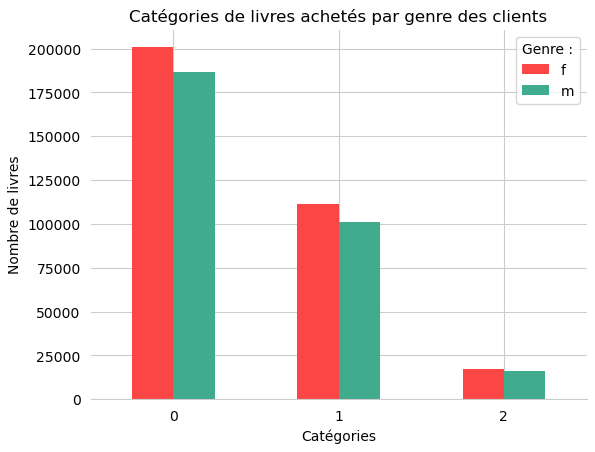 Catégories de livres achetés par genre des clients
Genre :
f
m
Nombre de livres
200000
175000
150000
125000
100000
75000
50000
25000
0
0 1 2
Catégories